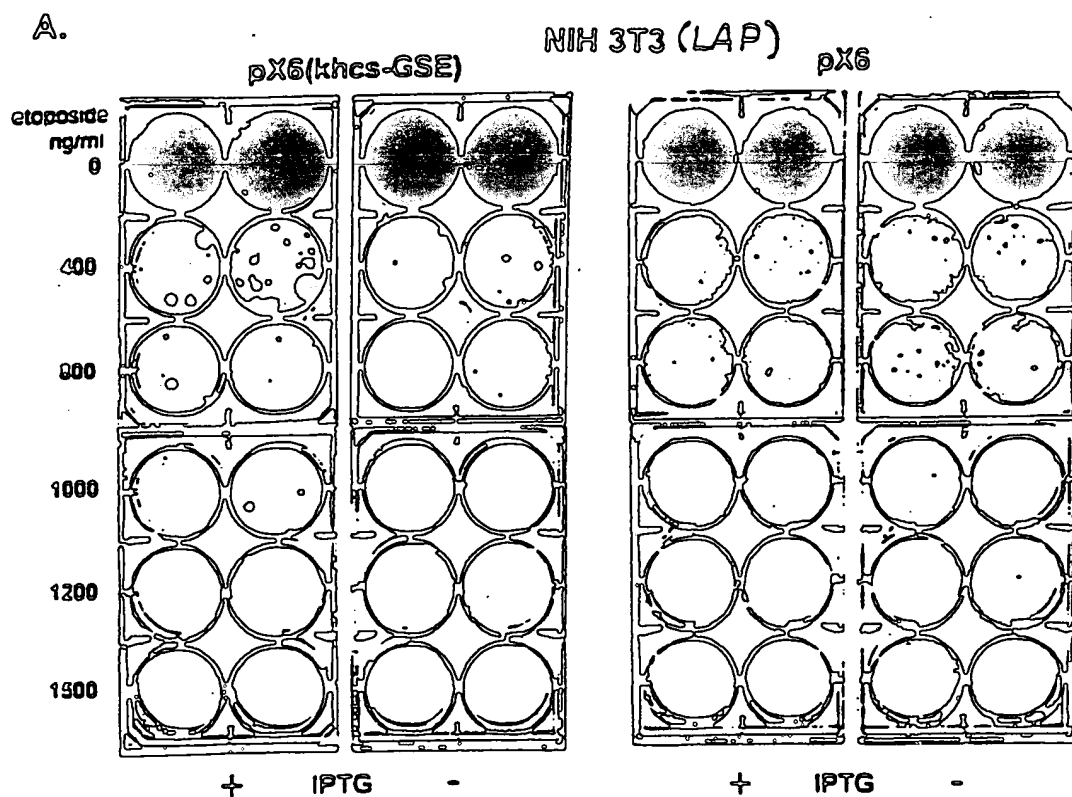 A.
NIH 3T3 (LAP)
pX6(khcs-GSE)
pX6
etoposide
ng/ml
0
400
800
1000
1200
1500
+ IPTG -
+ IPTG -